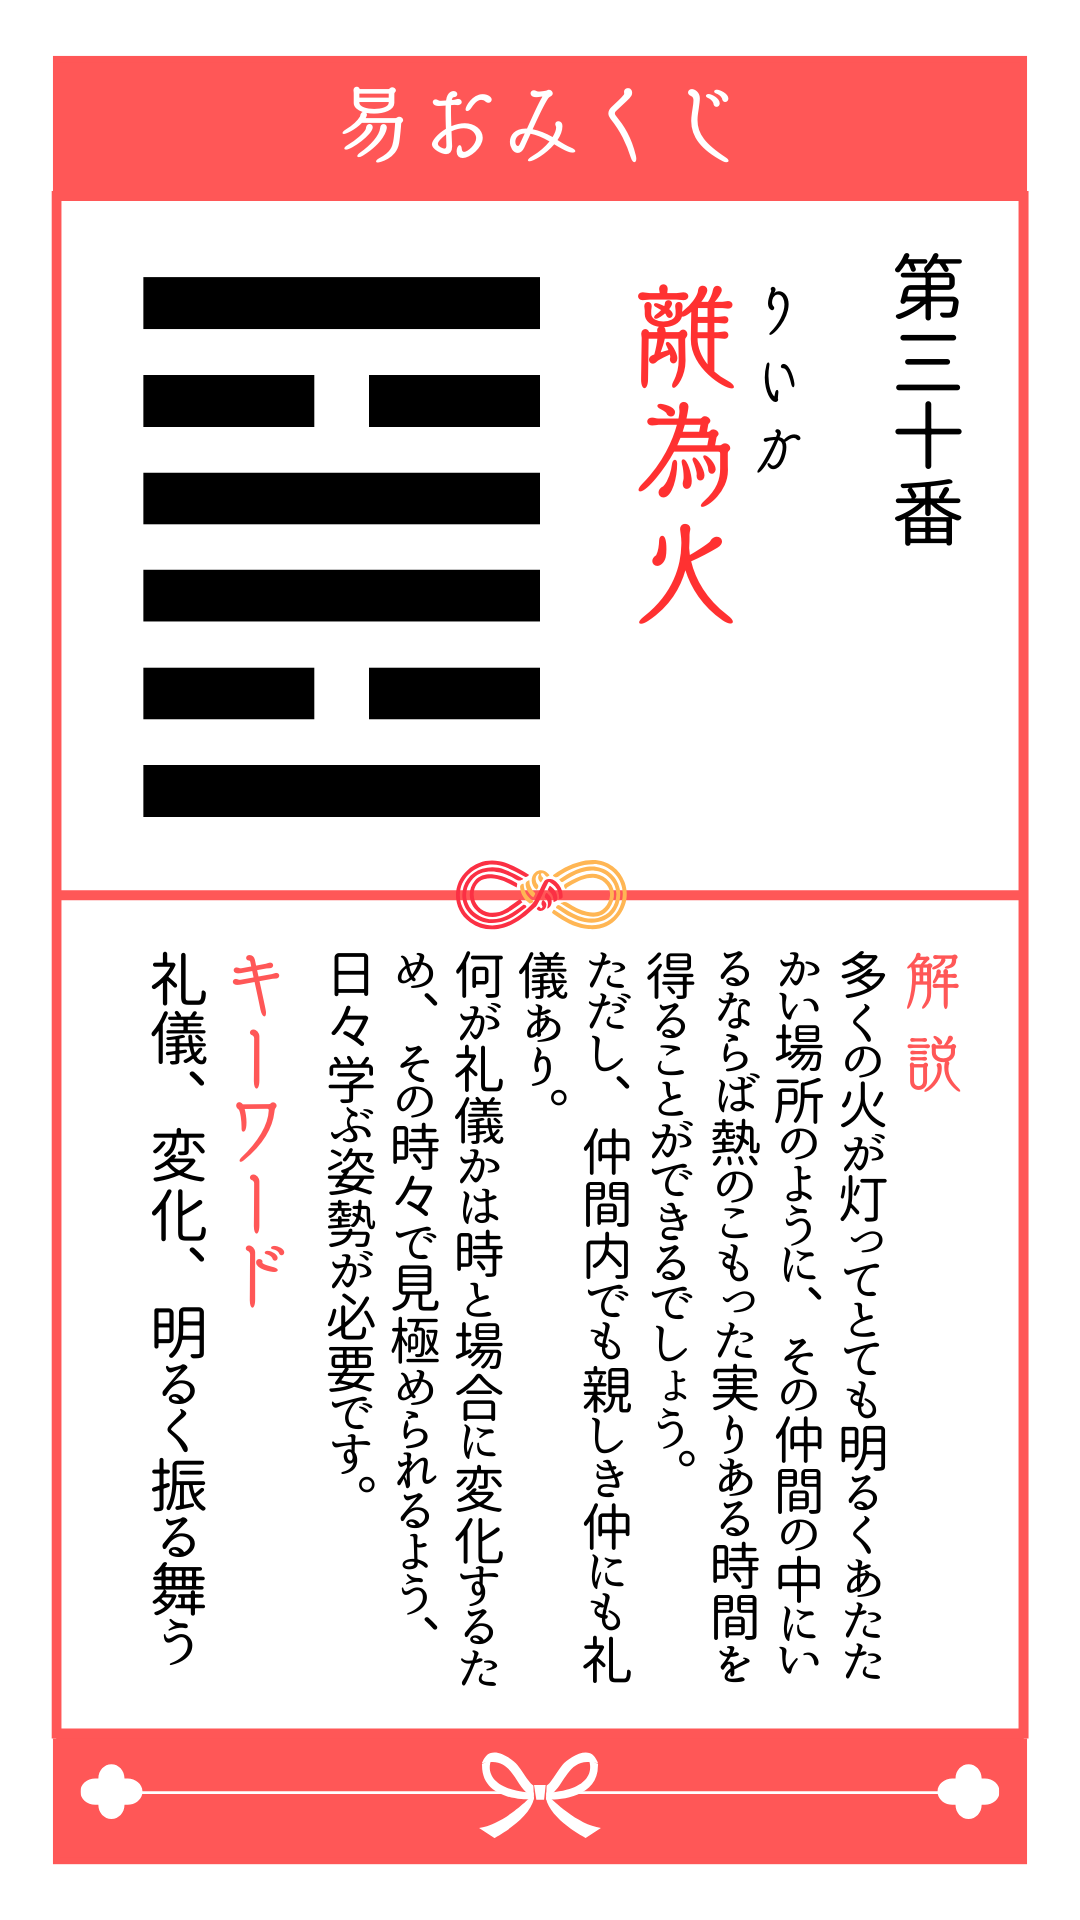 易おみくじ
第三十番
りいか
離為火
解説
多くの火が灯ってとても明るくあたた
かい場所のように、その仲間の中にい
るならば熱のこもった実りある時間を
得ることができるでしょう。
ただし、仲間内でも親しき仲にも礼
儀あり。
何が礼儀かは時と場合に変化するた
め、その時々で見極められるよう、
日々学ぶ姿勢が必要です。
キーワード
礼儀、変化、明るく振る舞う